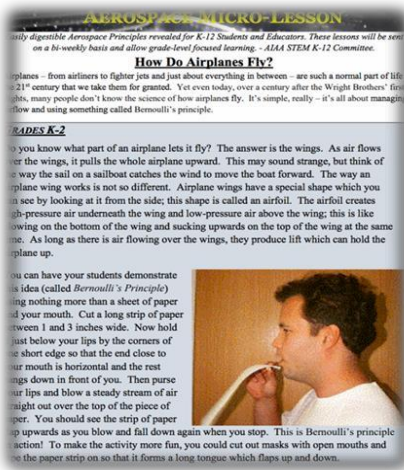 AEROSPACE MICRO-LESSON
easily digestible Aerospace Principles revealed for K-12 Students and Educators. These lessons will be sent
on a bi-weekly basis and allow grade-level focused learning. - AIAA STEM K-12 Committee.
How Do Airplanes Fly?
irplanes – from airliners to fighter jets and just about everything in between – are such a normal part of life
e 21st century that we take them for granted. Yet even today, over a century after the Wright Brothers' first
ghts, many people don't know the science of how airplanes fly. It's simple, really – it's all about managing
flow and using something called Bernoulli's principle.
GRADES K-2
o you know what part of an airplane lets it fly? The answer is the wings. As air flows
ver the wings, it pulls the whole airplane upward. This may sound strange, but think of
e way the sail on a sailboat catches the wind to move the boat forward. The way an
rplane wing works is not so different. Airplane wings have a special shape which you
n see by looking at it from the side; this shape is called an airfoil. The airfoil creates
gh-pressure air underneath the wing and low-pressure air above the wing; this is like
owing on the bottom of the wing and sucking upwards on the top of the wing at the same
me. As long as there is air flowing over the wings, they produce lift which can hold the
rplane up.
ou can have your students demonstrate
is idea (called Bernoulli's Principle)
ing nothing more than a sheet of paper
d your mouth. Cut a long strip of paper
tween 1 and 3 inches wide. Now hold
just below your lips by the corners of
e short edge so that the end close to
ur mouth is horizontal and the rest
ngs down in front of you. Then purse
ur lips and blow a steady stream of air
raight out over the top of the piece of
per. You should see the strip of paper
ap upwards as you blow and fall down again when you stop. This is Bernoulli's principle
action! To make the activity more fun, you could cut out masks with open mouths and
e the paper strip on so that it forms a long tongue which flaps up and down.